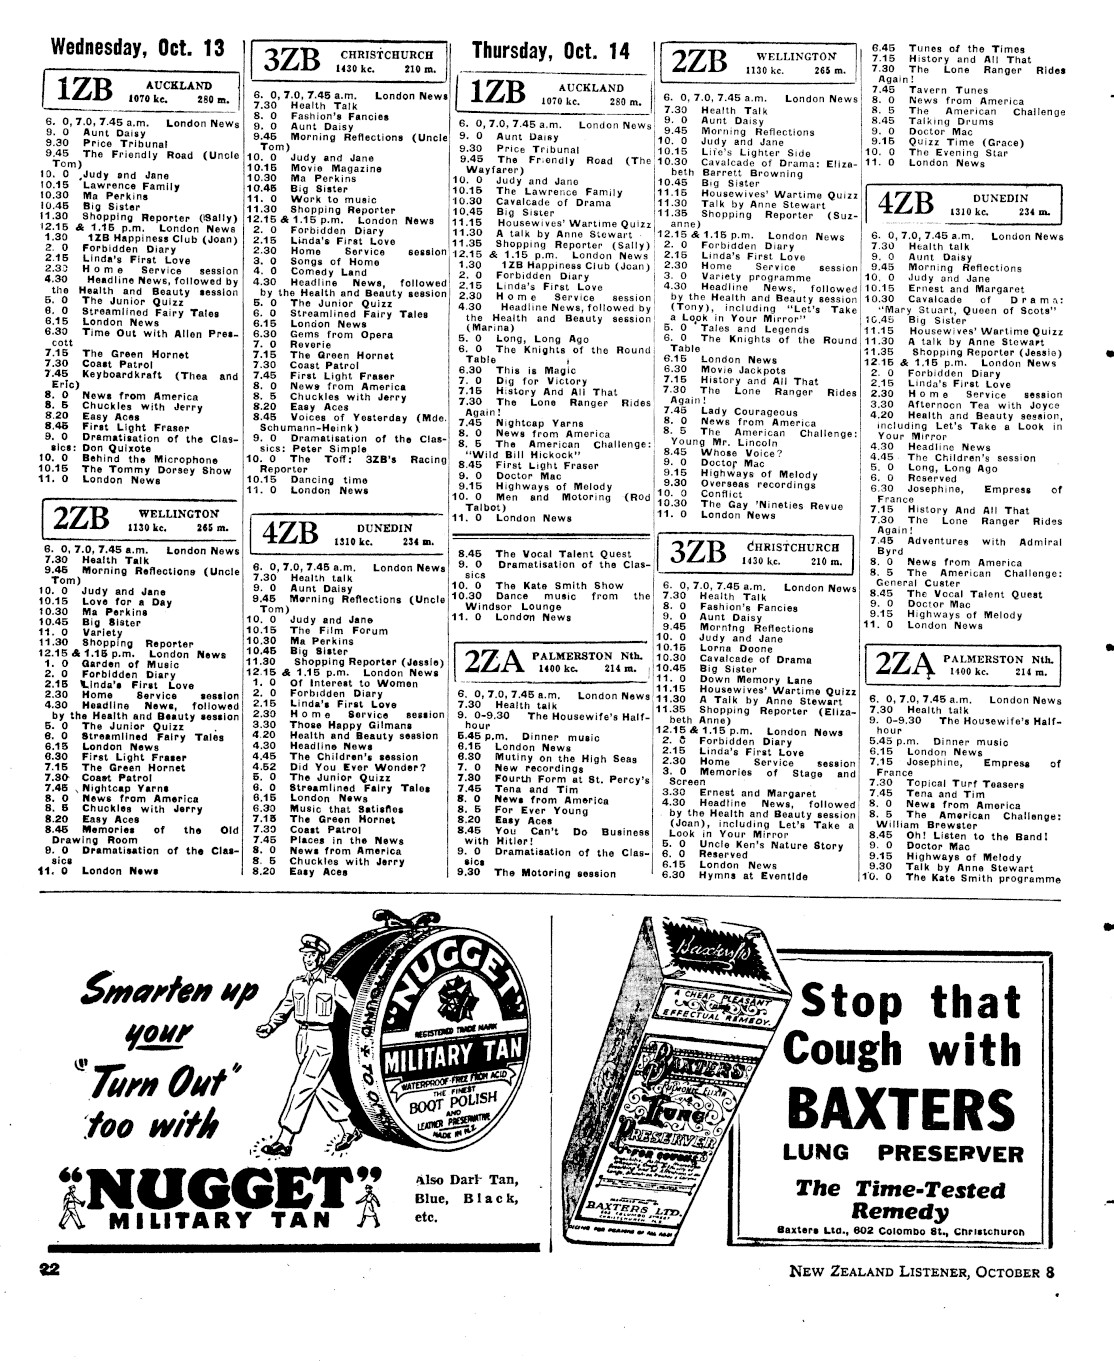 Wednesday, Oct. 13
1ZB AUCKLAND
1070 kc. 280 m.
6. 0, 7.0, 7.45 a.m. London News
9. 0 Aunt Daisy
9.30 Price Tribunal
9.45 The Friendly Road (Uncle
Tom)
10. 0 Judy and Jane
10.15 Lawrence Family
10.30 Ma Perkins
10.45 Big Sister
11.30 Shopping Reporter (Sally)
12.15 & 1.15 p.m. London News
1.30 1ZB Happiness Club (Joan)
2. 0 Forbidden Diary
2.15 Linda's First Love
2.30 Home Service session
4.30 Headline News, followed by
the Health and Beauty session
5. 0 The Junior Quizz
6. 0 Streamlined Fairy Tales
6.15 London News
6.30 Time Out with Allen Pres-
cott
7.15 The Green Hornet
7.30 Coast Patrol
7.45 Keyboardkraft (Thea and
Eric)
8. 0 News from America
8. 5 Chuckles with Jerry
8.20 Easy Aces
8.45 First Light Fraser
9. 0 Dramatisation of the Clas-
sics: Don Quixote
10. 0 Behind the Microphone
10.15 The Tommy Dorsey Show
11. 0 London News
2ZB WELLINGTON
1130 kc. 265 m.
6. 0, 7.0, 7.45 a.m. London News
7.30 Health Talk
9.45 Morning Reflections (Uncle
Tom)
10. 0 Judy and Jane
10.15 Love for a Day
10.30 Ma Perkins
10.45 Big Sister
11. 0 Variety
11.30 Shopping Reporter
12.15 & 1.15 p.m. London News
1. 0 Garden of Music
2. 0 Forbidden Diary
2.15 Linda's First Love
2.30 Home Service session
4.30 Headline News, followed
by the Health and Beauty session
5. 0 The Junior Quizz
6. 0 Streamlined Fairy Tales
6.15 London News
6.30 First Light Fraser
7.15 The Green Hornet
7.30 Coast Patrol
7.45 Nightcap Yarns
8. 0 News from America
8. 5 Chuckles with Jerry
8.20 Easy Aces
8.45 Memories of the Old
Drawing Room
9. 0 Dramatisation of the Clas-
sics
11. 0 London News
3ZB CHRISTCHURCH
1430 kc. 210 m.
6. 0, 7.0, 7.45 a.m. London News
7.30 Health Talk
8. 0 Fashion's Fancies
9. 0 Aunt Daisy
9.45 Morning Reflections (Uncle
Tom)
10. 0 Judy and Jane
10.15 Movie Magazine
10.30 Ma Perkins
10.45 Big Sister
11. 0 Work to music
11.30 Shopping Reporter
12.15 & 1.15 p.m. London News
2. 0 Forbidden Diary
2.15 Linda's First Love
2.30 Home Service session
3. 0 Songs of Home
4. 0 Comedy Land
4.30 Headline News, followed
by the Health and Beauty session
5. 0 The Junior Quizz
6. 0 Streamlined Fairy Tales
6.15 London News
6.30 Gems from Opera
7. 0 Reverie
7.15 The Green Hornet
7.30 Coast Patrol
7.45 First Light Fraser
8. 0 News from America
8. 5 Chuckles with Jerry
8.20 Easy Aces
8.45 Voices of Yesterday (Mde.
Schumann-Heink)
9. 0 Dramatisation of the Clas-
sics: Peter Simple
10. 0 The Toff: 3ZB's Racing
Reporter
10.15 Dancing time
11. 0 London News
4ZB DUNEDIN
1310 kc. 234 m.
6. 0, 7.0, 7.45 a.m. London News
7.30 Health talk
9. 0 Aunt Daisy
9.45 Morning Reflections (Uncle
Tom)
10. 0 Judy and Jane
10.15 The Film Forum
10.30 Ma Perkins
10.45 Big Sister
11.30 Shopping Reporter (Jessie)
12.15 & 1.15 p.m. London News
1. 0 Of Interest to Women
2. 0 Forbidden Diary
2.15 Linda's First Love
2.30 Home Service session
3.30 Those Happy Gilmans
4.20 Health and Beauty session
4.30 Headline News
4.45 The Children's session
4.52 Did You Ever Wonder?
5. 0 The Junior Quizz
6. 0 Streamlined Fairy Tales
6.15 London News
6.30 Music that Satisfies
7.15 The Green Hornet
7.30 Coast Patrol
7.45 Places in the News
8. 0 News from America
8. 5 Chuckles with Jerry
8.20 Easy Aces
Thursday, Oct. 14
1ZB AUCKLAND
1070 kc. 280 m.
6. 0, 7.0, 7.45 a.m. London News
9. 0 Aunt Daisy
9.30 Price Tribunal
9.45 The Friendly Road (The
Wayfarer)
10. 0 Judy and Jane
10.15 The Lawrence Family
10.30 Cavalcade of Drama
10.45 Big Sister
11.15 Housewives' Wartime Quizz
11.30 A talk by Anne Stewart
11.35 Shopping Reporter (Sally)
12.15 & 1.15 p.m. London News
1.30 1ZB Happiness Club (Joan)
2. 0 Forbidden Diary
2.15 Linda's First Love
2.30 Home Service session
4.30 Headline News, followed by
the Health and Beauty session
(Marina)
5. 0 Long, Long Ago
6. 0 The Knights of the Round
Table
6.30 This is Magic
7. 0 Dig for Victory
7.15 History And All That
7.30 The Lone Ranger Rides
Again!
7.45 Nightcap Yarns
8. 0 News from America
8. 5 The American Challenge:
"Wild Bill Hickock"
8.45 First Light Fraser
9. 0 Doctor Mac
9.15 Highways of Melody
10. 0 Men and Motoring (Rod
Talbot)
11. 0 London News
8.45 The Vocal Talent Quest
9. 0 Dramatisation of the Clas-
sics
10. 0 The Kate Smith Show
10.30 Dance music from the
Windsor Lounge
11. 0 London News
2ZA PALMERSTON Nth.
1400 kc. 214 m.
6. 0, 7.0, 7.45 a.m. London News
7.30 Health talk
9. 0-9.30 The Housewife's Half-
hour
5.45 p.m. Dinner music
6.15 London News
6.30 Mutiny on the High Seas
7. 0 New recordings
7.30 Fourth Form at St. Percy's
7.45 Tena and Tim
8. 0 News from America
8. 5 For Ever Young
8.20 Easy Aces
8.45 You Can't Do Business
with Hitler!
9. 0 Dramatisation of the Clas-
sics
9.30 The Motoring session
2ZB WELLINGTON
1130 kc. 265 m.
6. 0, 7.0, 7.45 a.m. London News
7.30 Health Talk
9. 0 Aunt Daisy
9.45 Morning Reflections
10. 0 Judy and Jane
10.15 Life's Lighter Side
10.30 Cavalcade of Drama: Eliza-
beth Barrett Browning
10.45 Big Sister
11.15 Housewives' Wartime Quizz
11.30 Talk by Anne Stewart
11.35 Shopping Reporter (Suz-
anne)
12.15 & 1.15 p.m. London News
2. 0 Forbidden Diary
2.15 Linda's First Love
2.30 Home Service session
3. 0 Variety programme
4.30 Headline News, followed
by the Health and Beauty session
(Tony), including "Let's Take
a Look in Your Mirror"
5. 0 Tales and Legends
6. 0 The Knights of the Round
Table
6.15 London News
6.30 Movie Jackpots
7.15 History and All That
7.30 The Lone Ranger Rides
Again!
7.45 Lady Courageous
8. 0 News from America
8. 5 The American Challenge:
Young Mr. Lincoln
8.45 Whose Voice?
9. 0 Doctor Mac
9.15 Highways of Melody
9.30 Overseas recordings
10. 0 Conflict
10.30 The Gay 'Nineties Revue
11. 0 London News
3ZB CHRISTCHURCH
1430 kc. 210 m.
6. 0, 7.0, 7.45 a.m. London News
7.30 Health Talk
8. 0 Fashion's Fancies
9. 0 Aunt Daisy
9.45 Morning Reflections
10. 0 Judy and Jane
10.15 Lorna Doone
10.30 Cavalcade of Drama
10.45 Big Sister
11. 0 Down Memory Lane
11.15 Housewives' Wartime Quizz
11.30 A Talk by Anne Stewart
11.35 Shopping Reporter (Eliza-
beth Anne)
12.15 & 1.15 p.m. London News
2. 0 Forbidden Diary
2.15 Linda's First Love
2.30 Home Service session
3. 0 Memories of Stage and
Screen
3.30 Ernest and Margaret
4.30 Headline News, followed
by the Health and Beauty session
(Joan), including Let's Take a
Look in Your Mirror
5. 0 Uncle Ken's Nature Story
6. 0 Reserved
6.15 London News
6.30 Hymns at Eventide
6.45 Tunes of the Times
7.15 History and All That
7.30 The Lone Ranger Rides
Again!
7.45 Tavern Tunes
8. 0 News from America
8. 5 The American Challenge
8.45 Talking Drums
9. 0 Doctor Mac
9.15 Quizz Time (Grace)
10. 0 The Evening Star
11. 0 London News
4ZB DUNEDIN
1310 kc. 234 m.
6. 0, 7.0, 7.45 a.m. London News
7.30 Health talk
9. 0 Aunt Daisy
9.45 Morning Reflections
10. 0 Judy and Jane
10.15 Ernest and Margaret
10.30 Cavalcade of Drama:
"Mary Stuart, Queen of Scots"
10.45 Big Sister
11.15 Housewives' Wartime Quizz
11.30 A talk by Anne Stewart
11.35 Shopping Reporter (Jessie)
12.15 & 1.15 p.m. London News
2. 0 Forbidden Diary
2.15 Linda's First Love
2.30 Home Service session
3.30 Afternoon Tea with Joyce
4.20 Health and Beauty session,
including Let's Take a Look in
Your Mirror
4.30 Headline News
4.45 The Children's session
5. 0 Long, Long Ago
6. 0 Reserved
6.30 Josephine, Empress of
France
7.15 History And All That
7.30 The Lone Ranger Rides
Again!
7.45 Adventures with Admiral
Byrd
8. 0 News from America
8. 5 The American Challenge:
General Custer
8.45 The Vocal Talent Quest
9. 0 Doctor Mac
9.15 Highways of Melody
11. 0 London News
2ZA PALMERSTON Nth.
1400 kc. 214 m.
6. 0, 7.0, 7.45 a.m. London News
7.30 Health talk
9. 0-9.30 The Housewife's Half-
hour
5.45 p.m. Dinner music
6.15 London News
7.15 Josephine, Empress of
France
7.30 Topical Turf Teasers
7.45 Tena and Tim
8. 0 News from America
8. 5 The American Challenge:
William Brewster
8.45 Oh! Listen to the Band!
9. 0 Doctor Mac
9.15 Highways of Melody
9.30 Talk by Anne Stewart
10. 0 The Kate Smith programme
Smarten up
your
"Turn Out"
too with
"NUGGET"
MILITARY TAN
"NUGGET"
REGISTERED TRADE MARK
MILITARY TAN
WATERPROOF-FREE FROM ACID
THE FINEST
BOOT POLISH
AND
LEATHER PRESERVATIVE
MADE IN N.Z.
Also Dark Tan,
Blue, Black,
etc.
Baxter's
A CHEAP PLEASANT
EFFECTUAL REMEDY.
BAXTERS
PULMONIC ELIXIR
LUNG
PRESERVER
FOR COUGHS
BAXTERS LTD.
CHRISTCHURCH
Stop that
Cough with
BAXTERS
LUNG PRESERVER
The Time-Tested
Remedy
Baxters Ltd., 602 Colombo St., Christchurch
22
NEW ZEALAND LISTENER, OCTOBER 8